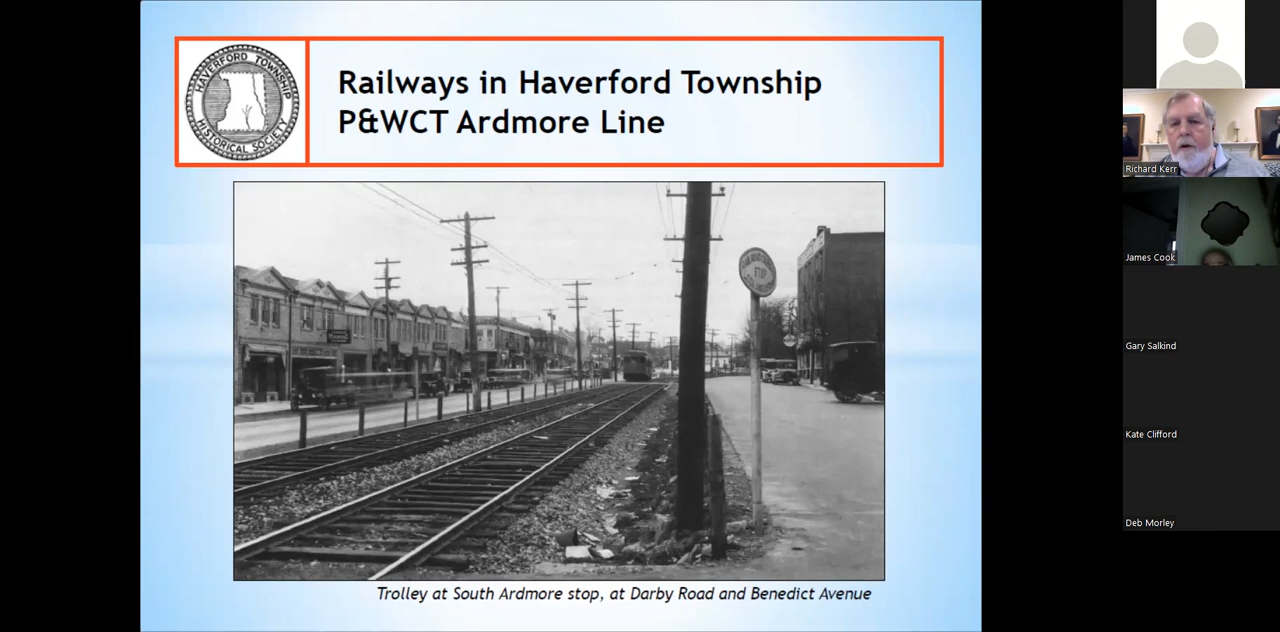 HAVERFORD TOWNSHIP
HISTORICAL SOCIETY
Railways in Haverford Township
P&WCT Ardmore Line
STOP
Trolley at South Ardmore stop, at Darby Road and Benedict Avenue
Richard Kerr
James Cook
Gary Salkind
Kate Clifford
Deb Morley